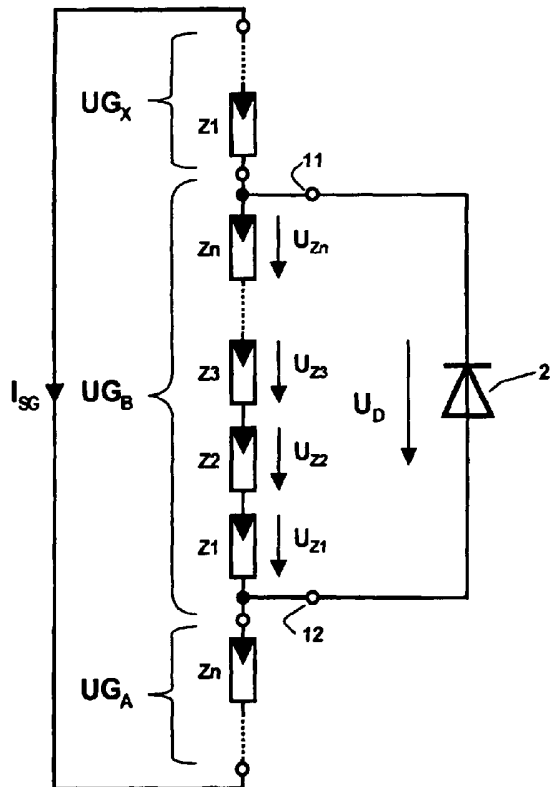 UG_X
Z1
11
Zn
U_Zn
Z3
U_Z3
I_SG
UG_B
U_D
2
Z2
U_Z2
Z1
U_Z1
12
UG_A
Zn